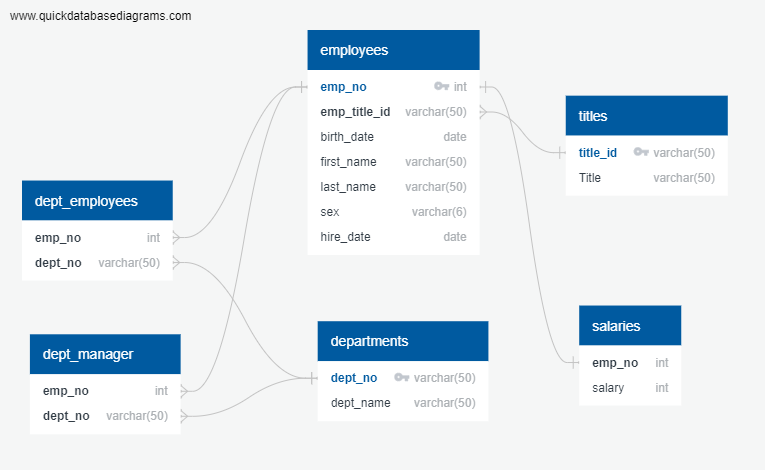 www.quickdatabasediagrams.com
employees
emp_no int
emp_title_id varchar(50)
birth_date date
first_name varchar(50)
last_name varchar(50)
sex varchar(6)
hire_date date
titles
title_id varchar(50)
Title varchar(50)
dept_employees
emp_no int
dept_no varchar(50)
dept_manager
emp_no int
dept_no varchar(50)
departments
dept_no varchar(50)
dept_name varchar(50)
salaries
emp_no int
salary int